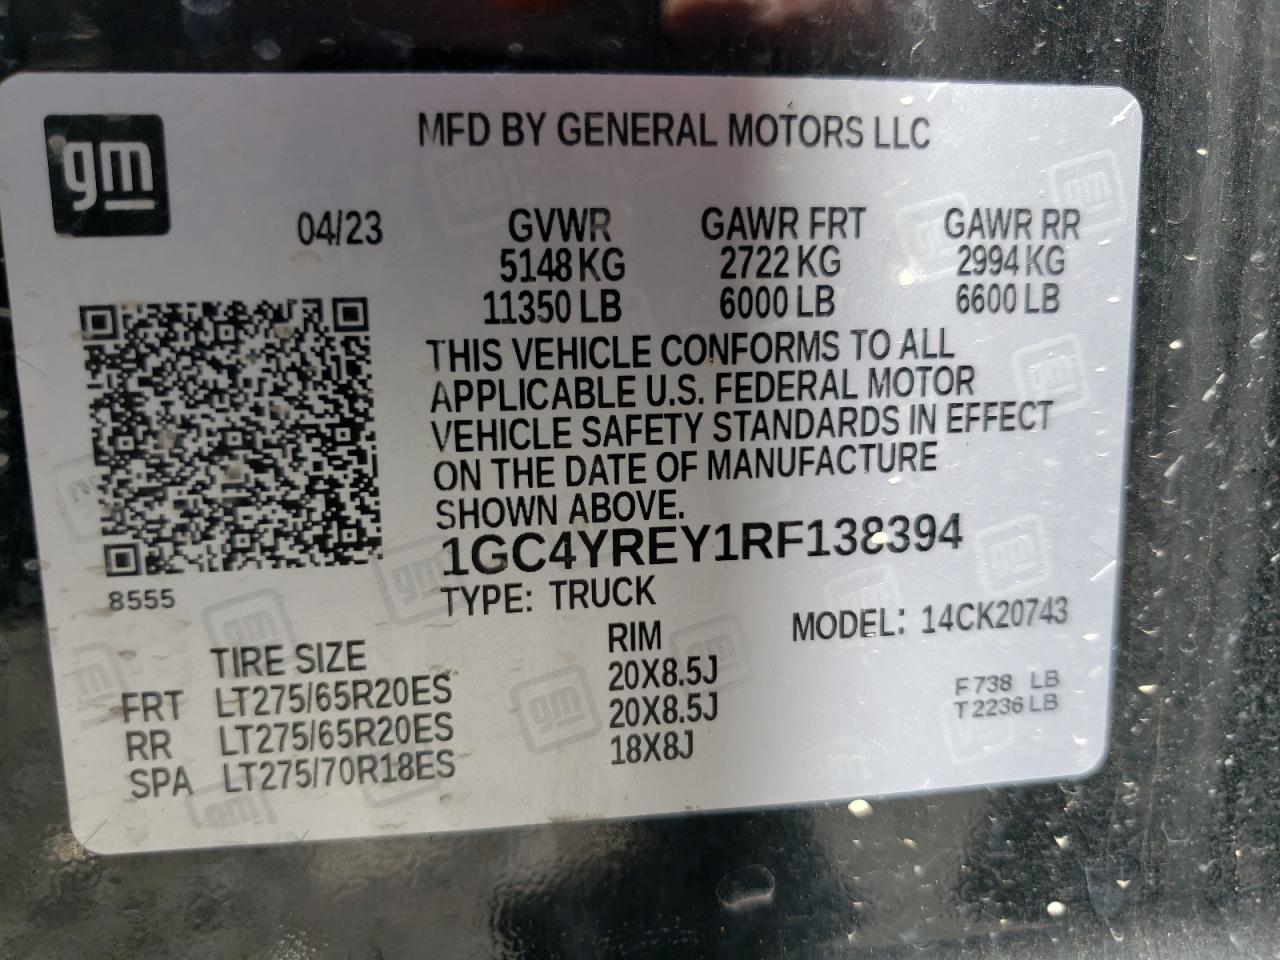 gm
MFD BY GENERAL MOTORS LLC
04/23 GVWR GAWR FRT GAWR RR
5148 KG 2722 KG 2994 KG
11350 LB 6000 LB 6600 LB
THIS VEHICLE CONFORMS TO ALL
APPLICABLE U.S. FEDERAL MOTOR
VEHICLE SAFETY STANDARDS IN EFFECT
ON THE DATE OF MANUFACTURE
SHOWN ABOVE.
1GC4YREY1RF138394
8555
TYPE: TRUCK
MODEL: 14CK20743
TIRE SIZE RIM
FRT LT275/65R20ES 20X8.5J
RR LT275/65R20ES 20X8.5J
SPA LT275/70R18ES 18X8J
F 738 LB
T 2236 LB